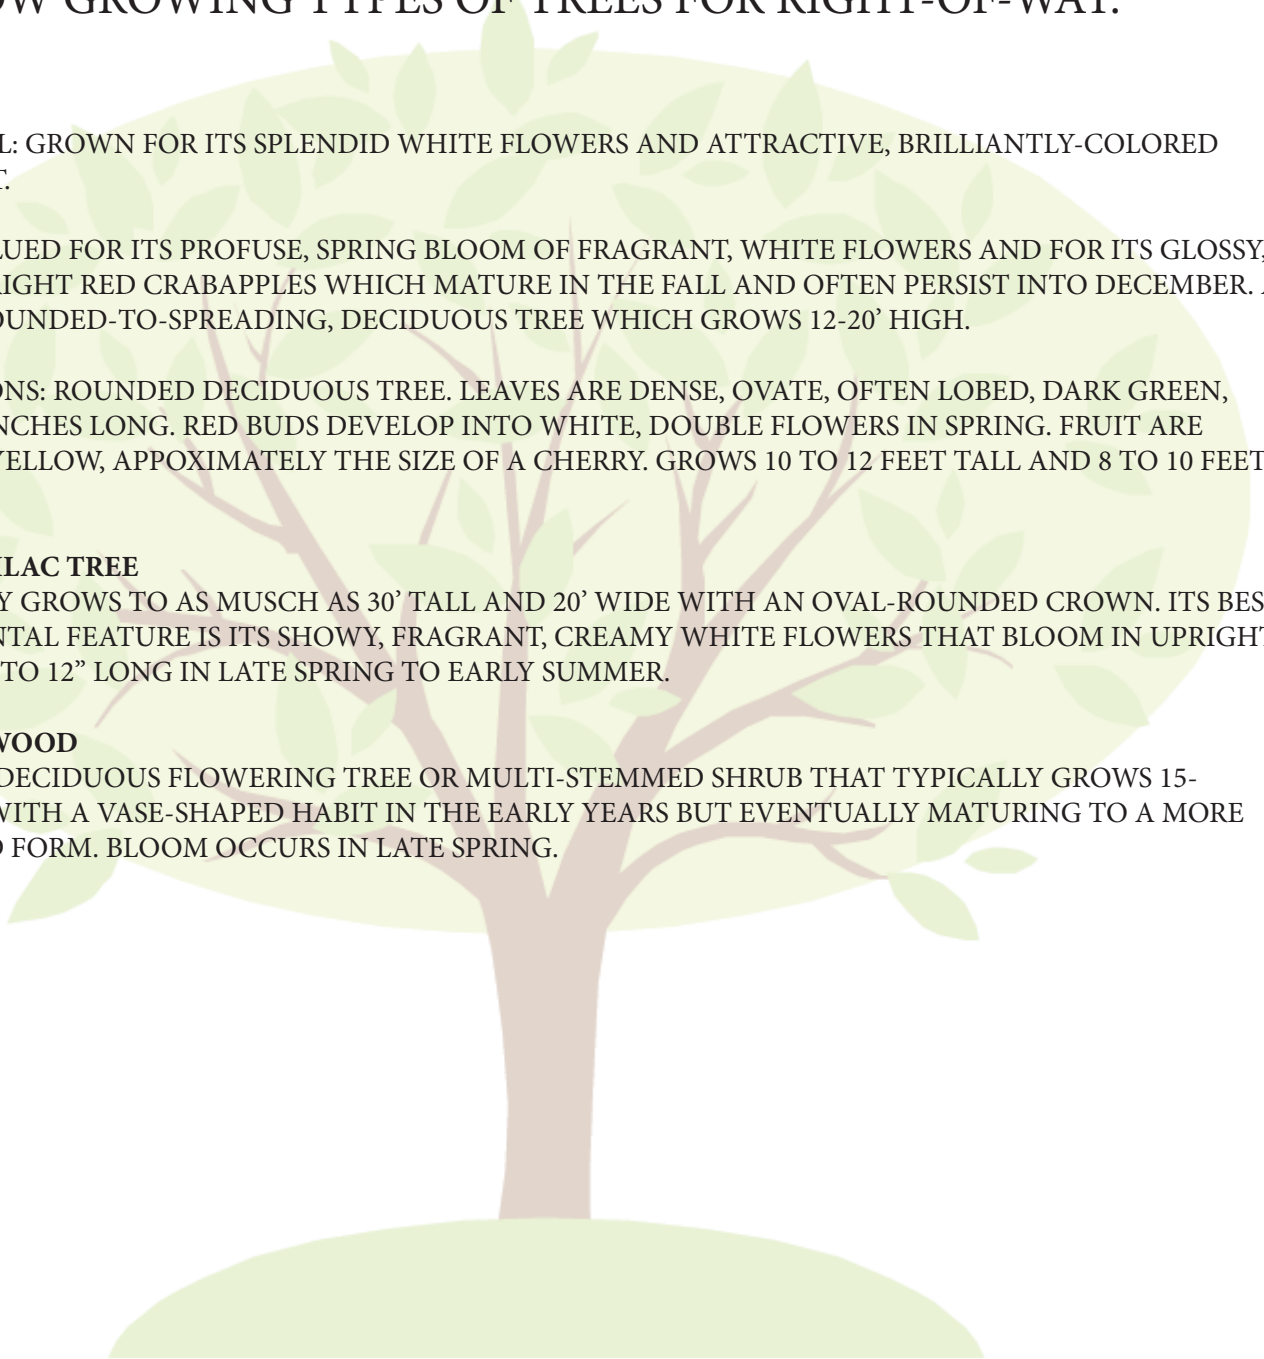 OW GROWING TYPES OF TREES FOR RIGHT-OF-WAY:
L: GROWN FOR ITS SPLENDID WHITE FLOWERS AND ATTRACTIVE, BRILLIANTLY-COLORED
T.
LUED FOR ITS PROFUSE, SPRING BLOOM OF FRAGRANT, WHITE FLOWERS AND FOR ITS GLOSSY,
RIGHT RED CRABAPPLES WHICH MATURE IN THE FALL AND OFTEN PERSIST INTO DECEMBER. A
OUNDED-TO-SPREADING, DECIDUOUS TREE WHICH GROWS 12-20’ HIGH.
ONS: ROUNDED DECIDUOUS TREE. LEAVES ARE DENSE, OVATE, OFTEN LOBED, DARK GREEN,
NCHES LONG. RED BUDS DEVELOP INTO WHITE, DOUBLE FLOWERS IN SPRING. FRUIT ARE
YELLOW, APPOXIMATELY THE SIZE OF A CHERRY. GROWS 10 TO 12 FEET TALL AND 8 TO 10 FEET
ILAC TREE
Y GROWS TO AS MUSCH AS 30’ TALL AND 20’ WIDE WITH AN OVAL-ROUNDED CROWN. ITS BES
NTAL FEATURE IS ITS SHOWY, FRAGRANT, CREAMY WHITE FLOWERS THAT BLOOM IN UPRIGHT
TO 12” LONG IN LATE SPRING TO EARLY SUMMER.
WOOD
DECIDUOUS FLOWERING TREE OR MULTI-STEMMED SHRUB THAT TYPICALLY GROWS 15-
WITH A VASE-SHAPED HABIT IN THE EARLY YEARS BUT EVENTUALLY MATURING TO A MORE
D FORM. BLOOM OCCURS IN LATE SPRING.